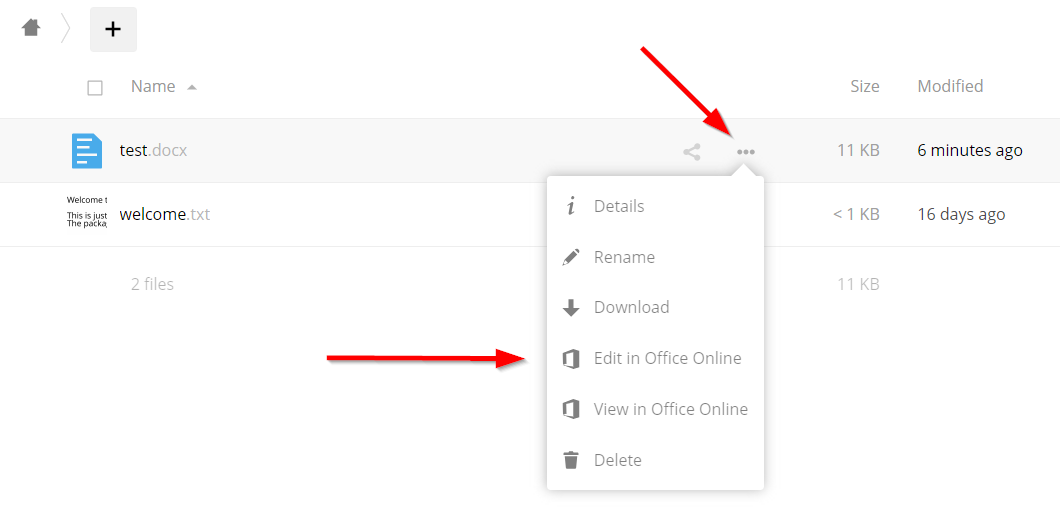 Name Size Modified
test.docx 11 KB 6 minutes ago
Welcome t
This is just
The packag
welcome.txt < 1 KB 16 days ago
2 files 11 KB
Details
Rename
Download
Edit in Office Online
View in Office Online
Delete